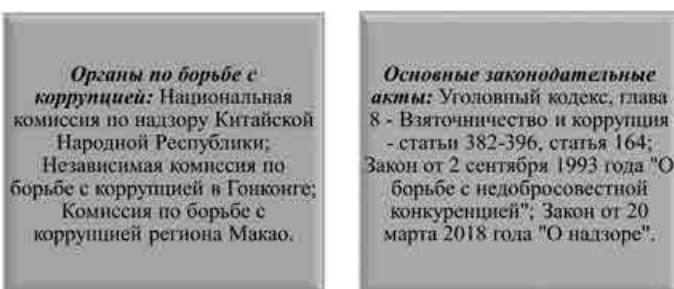 Органы по борьбе с
коррупцией: Национальная
комиссия по надзору Китайской
Народной Республики;
Независимая комиссия по
борьбе с коррупцией в Гонконге;
Комиссия по борьбе с
коррупцией региона Макао.
Основные законодательные
акты: Уголовный кодекс, глава
8 - Взяточничество и коррупция
- статьи 382-396, статья 164;
Закон от 2 сентября 1993 года "О
борьбе с недобросовестной
конкуренцией"; Закон от 20
марта 2018 года "О надзоре".